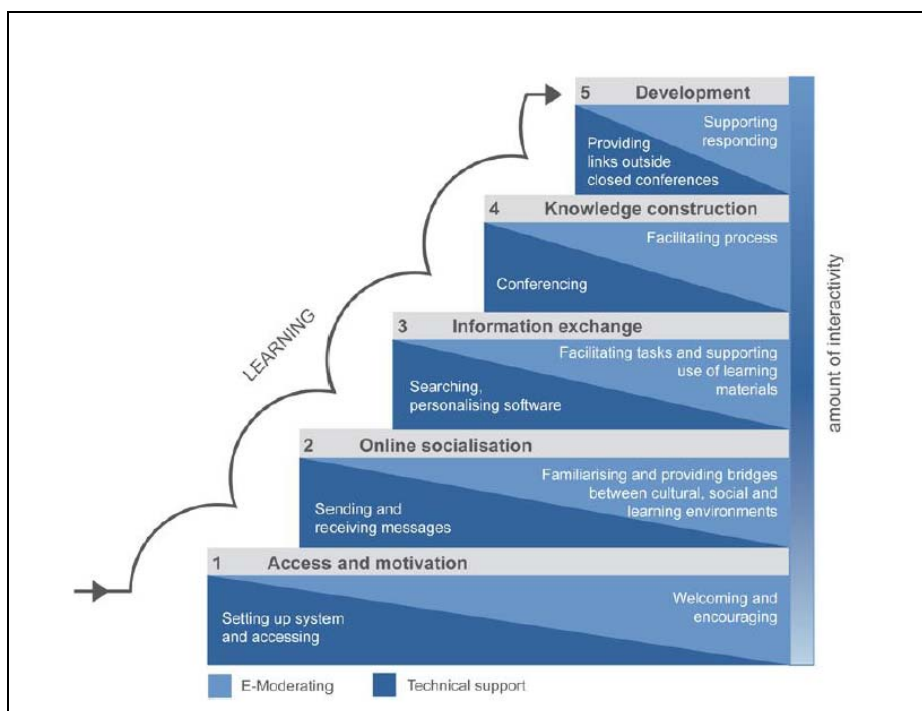 5 Development
Supporting
responding
Providing
links outside
closed conferences
4 Knowledge construction
Facilitating process
Conferencing
3 Information exchange
Facilitating tasks and supporting
use of learning
materials
Searching,
personalising software
2 Online socialisation
Familiarising and providing bridges
between cultural, social and
learning environments
Sending and
receiving messages
1 Access and motivation
Welcoming and
encouraging
Setting up system
and accessing
LEARNING
amount of interactivity
E-Moderating
Technical support